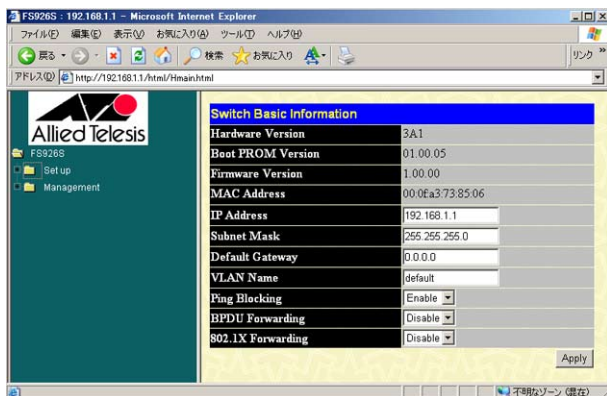 FS926S : 192.168.1.1 - Microsoft Internet Explorer
ファイル(F) 編集(E) 表示(V) お気に入り(A) ツール(T) ヘルプ(H)
戻る 検索 お気に入り リンク »
アドレス(D) http://192.168.1.1/html/Hmain.html
Allied Telesis
FS926S
Set up
Management
Switch Basic Information
Hardware Version 3A1
Boot PROM Version 01.00.05
Firmware Version 1.00.00
MAC Address 00:0f:a3:73:85:06
IP Address 192.168.1.1
Subnet Mask 255.255.255.0
Default Gateway 0.0.0.0
VLAN Name default
Ping Blocking Enable
BPDU Forwarding Disable
802.1X Forwarding Disable
Apply
不明なゾーン (混在)